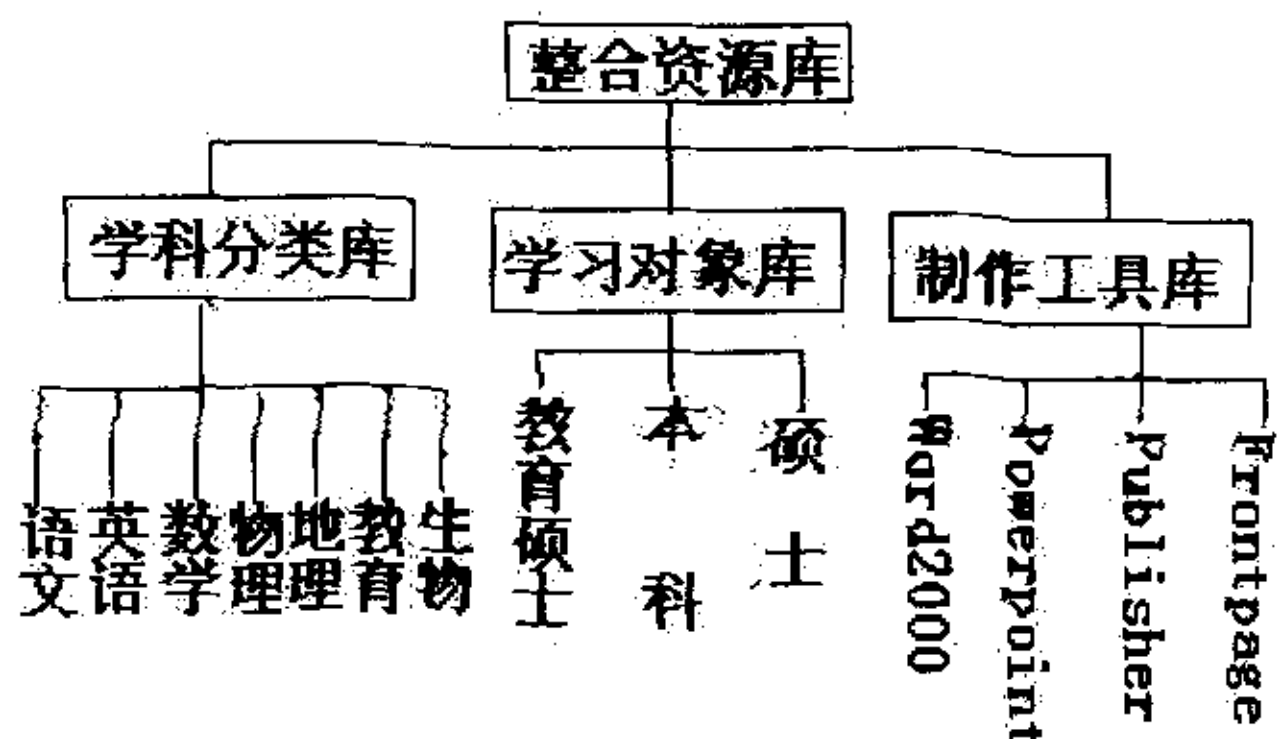 整合资源库
学科分类库
学习对象库
制作工具库
语文
英语
数学
物理
地理
教育
生物
教育硕士
本科
硕士
Word2000
Powerpoint
Publisher
Frontpage